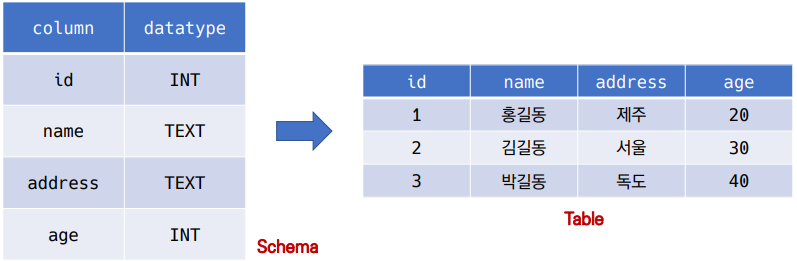 column datatype
id INT
name TEXT
address TEXT
age INT
Schema
id name address age
1 홍길동 제주 20
2 김길동 서울 30
3 박길동 독도 40
Table